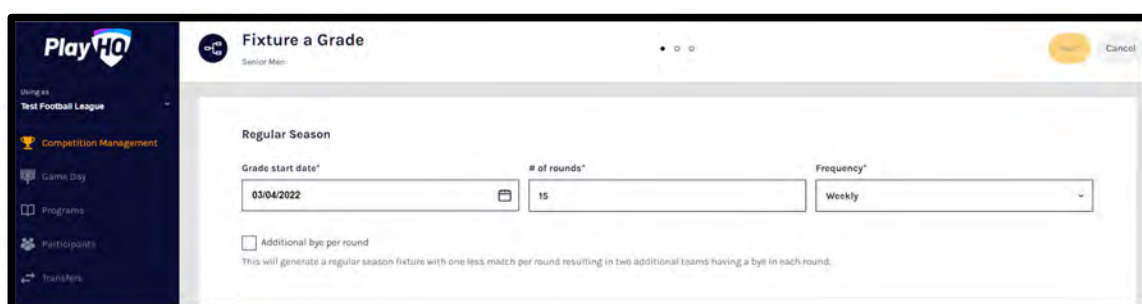 PlayHQ
Fixture a Grade
Senior Men
Cancel
Using as
Test Football League
Competition Management
Game Day
Programs
Participants
Transfers
Regular Season
Grade start date*
# of rounds*
Frequency*
03/04/2022
15
Weekly
Additional bye per round
This will generate a regular season fixture with one less match per round resulting in two additional teams having a bye in each round.